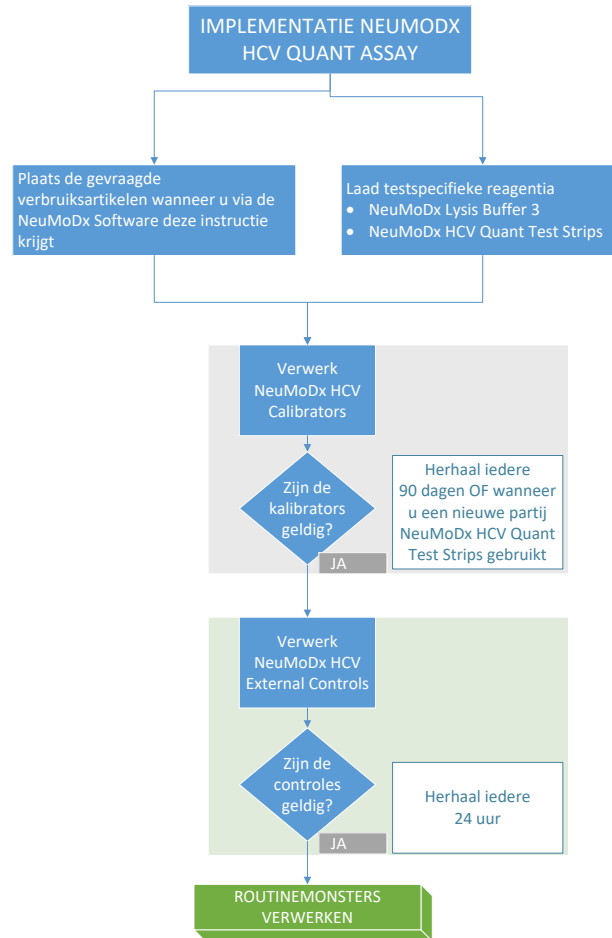 IMPLEMENTATIE NEUMODX
HCV QUANT ASSAY
Plaats de gevraagde
verbruiksartikelen wanneer u via de
NeuMoDx Software deze instructie
krijgt
Laad testspecifieke reagentia
• NeuMoDx Lysis Buffer 3
• NeuMoDx HCV Quant Test Strips
Verwerk
NeuMoDx HCV
Calibrators
Zijn de
kalibrators
geldig?
JA
Herhaal iedere
90 dagen OF wanneer
u een nieuwe partij
NeuMoDx HCV Quant
Test Strips gebruikt
Verwerk
NeuMoDx HCV
External Controls
Zijn de
controles
geldig?
JA
Herhaal iedere
24 uur
ROUTINEMONSTERS
VERWERKEN